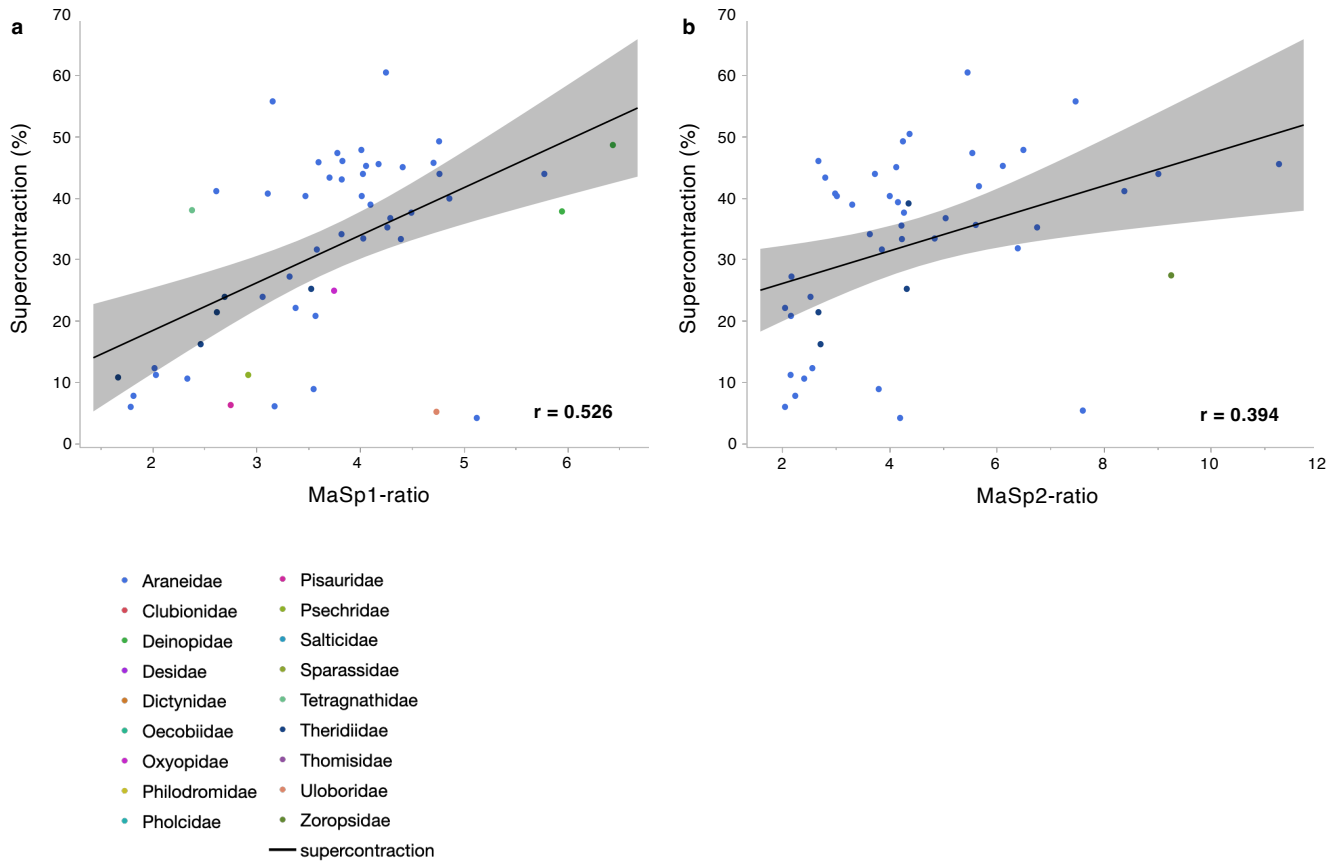 a
70
60
50
40
30
20
10
0
Supercontraction (%)
r = 0.526
2 3 4 5 6
MaSp1-ratio
b
70
60
50
40
30
20
10
0
Supercontraction (%)
r = 0.394
2 4 6 8 10 12
MaSp2-ratio
Araneidae
Clubionidae
Deinopidae
Desidae
Dictynidae
Oecobiidae
Oxyopidae
Philodromidae
Pholcidae
Pisauridae
Psechridae
Salticidae
Sparassidae
Tetragnathidae
Theridiidae
Thomisidae
Uloboridae
Zoropsidae
supercontraction